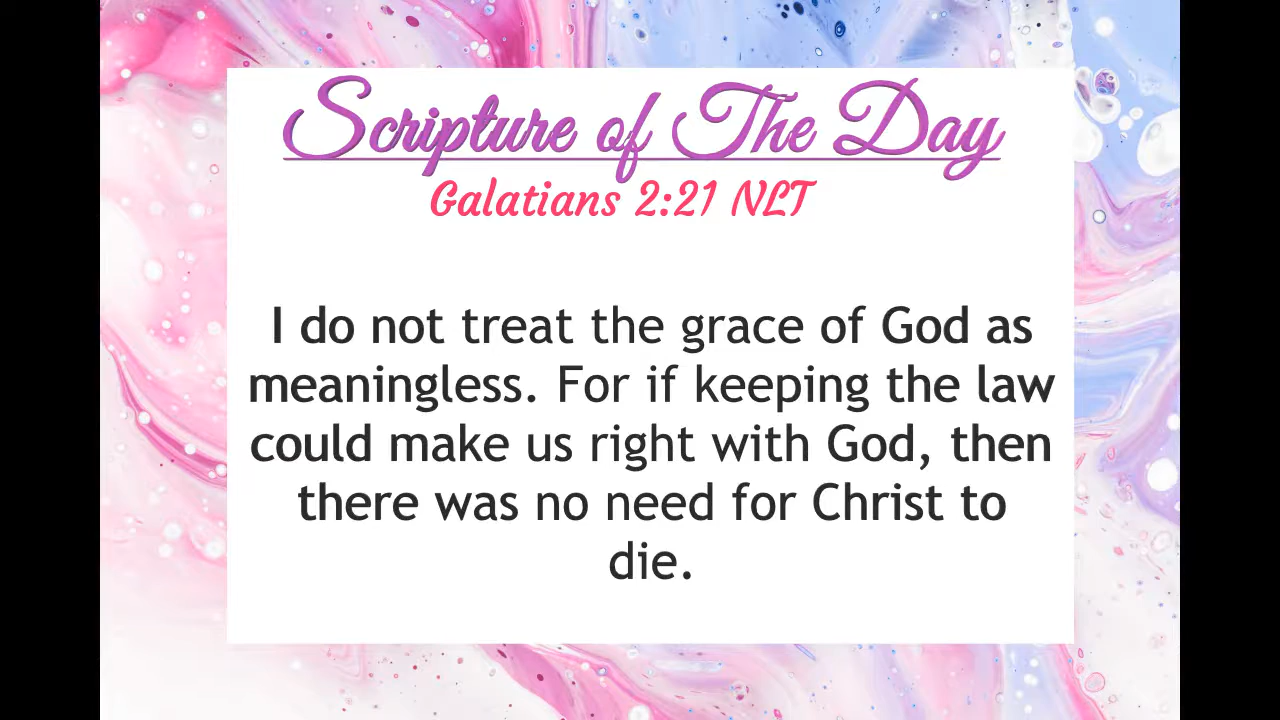 Scripture of The Day
Galatians 2:21 NLT
I do not treat the grace of God as
meaningless. For if keeping the law
could make us right with God, then
there was no need for Christ to
die.